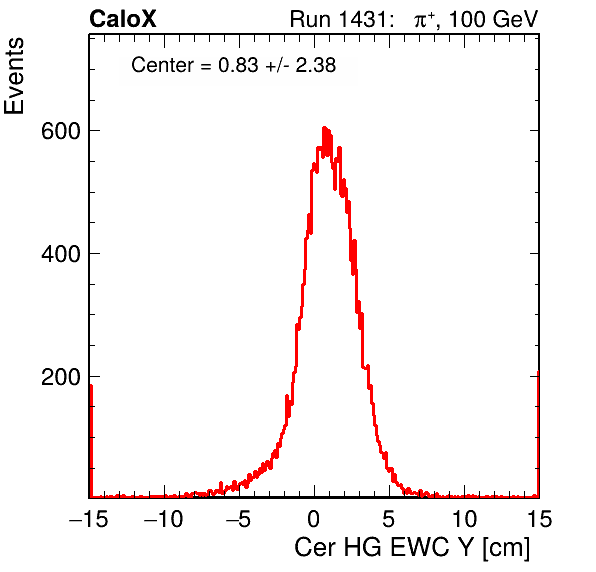 CaloX Run 1431: π⁺, 100 GeV
Events
Center = 0.83 +/- 2.38
600
400
200
−15 −10 −5 0 5 10 15
Cer HG EWC Y [cm]